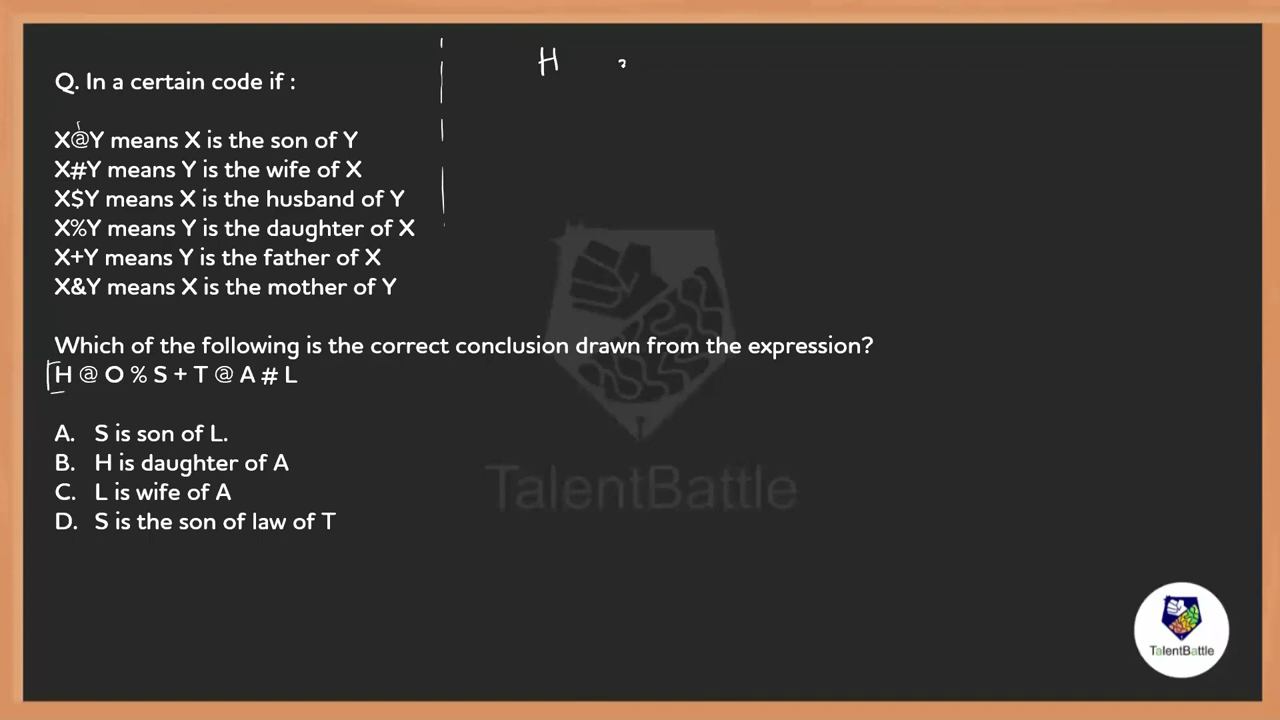 H
Q. In a certain code if :
X@Y means X is the son of Y
X#Y means Y is the wife of X
X$Y means X is the husband of Y
X%Y means Y is the daughter of X
X+Y means Y is the father of X
X&Y means X is the mother of Y
Which of the following is the correct conclusion drawn from the expression?
H @ O % S + T @ A # L
A. S is son of L.
B. H is daughter of A
C. L is wife of A
D. S is the son of law of T
TalentBattle
TalentBattle